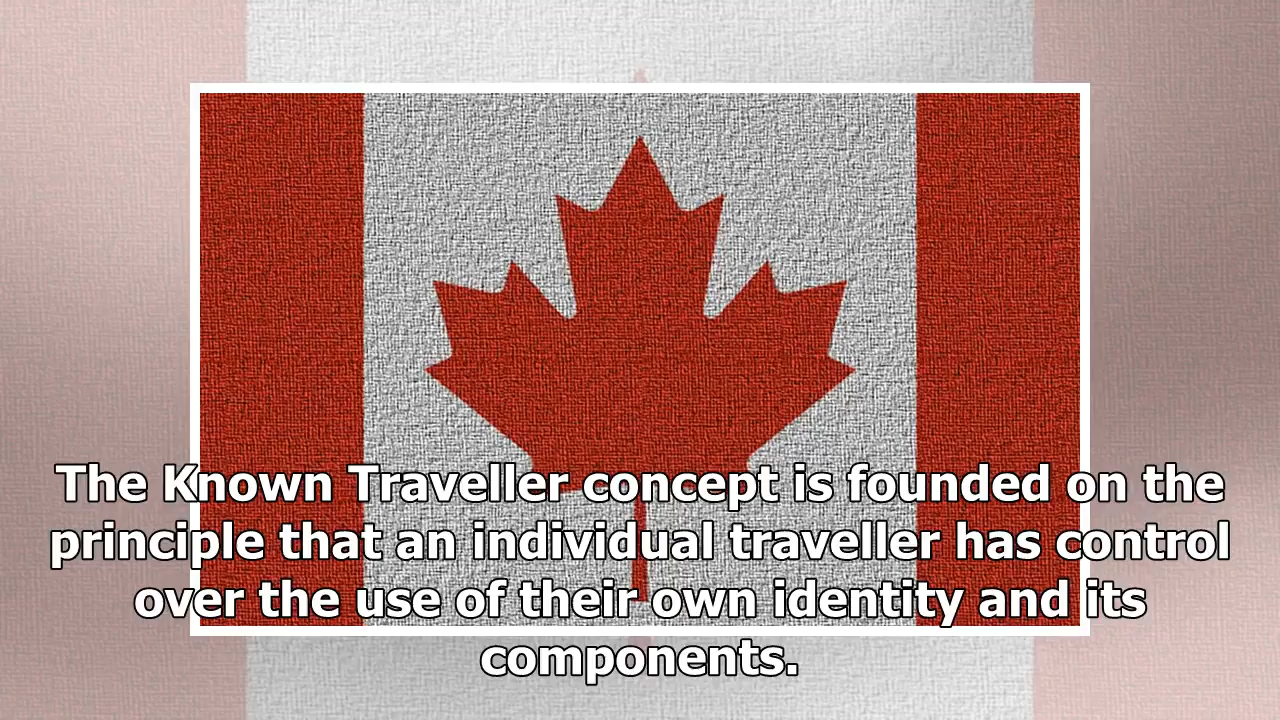 The Known Traveller concept is founded on the
principle that an individual traveller has control
over the use of their own identity and its
components.